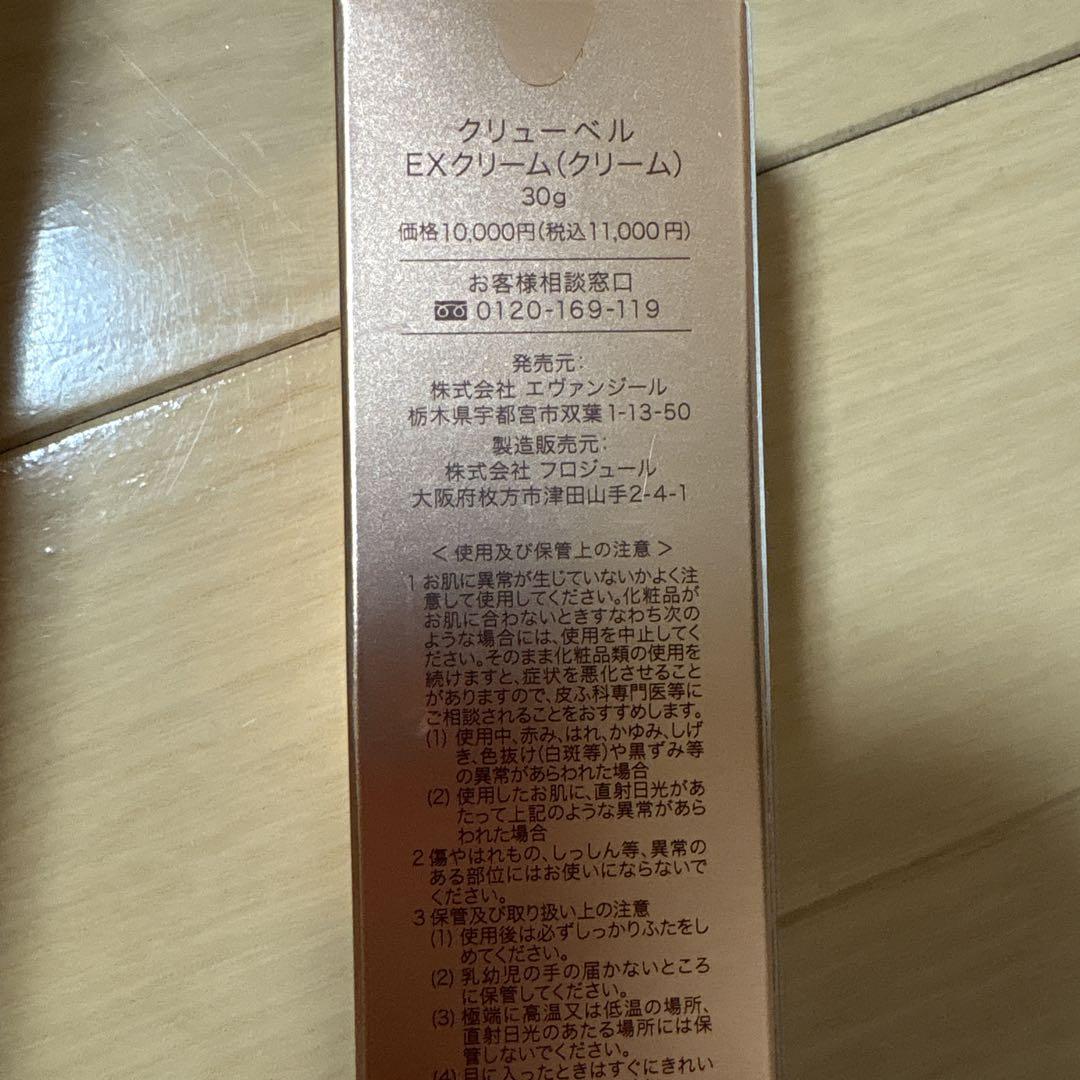 クリューベル
EXクリーム(クリーム)
30g
価格10,000円(税込11,000円)
お客様相談窓口
0120-169-119
発売元:
株式会社 エヴァンジール
栃木県宇都宮市双葉1-13-50
製造販売元:
株式会社 フロジュール
大阪府枚方市津田山手2-4-1
<使用及び保管上の注意>
1 お肌に異常が生じていないかよく注
意して使用してください。化粧品が
お肌に合わないときすなわち次の
ような場合には、使用を中止してく
ださい。そのまま化粧品類の使用を
続けますと、症状を悪化させること
がありますので、皮ふ科専門医等に
ご相談されることをおすすめします。
(1) 使用中、赤み、はれ、かゆみ、しげ
き、色抜け(白斑等)や黒ずみ等
の異常があらわれた場合
(2) 使用したお肌に、直射日光があ
たって上記のような異常があら
われた場合
2 傷やはれもの、しっしん等、異常の
ある部位にはお使いにならないで
ください。
3 保管及び取り扱い上の注意
(1) 使用後は必ずしっかりふたをし
めてください。
(2) 乳幼児の手の届かないところ
に保管してください。
(3) 極端に高温又は低温の場所、
直射日光のあたる場所には保
管しないでください。
(4) 目に入ったときはすぐにきれい